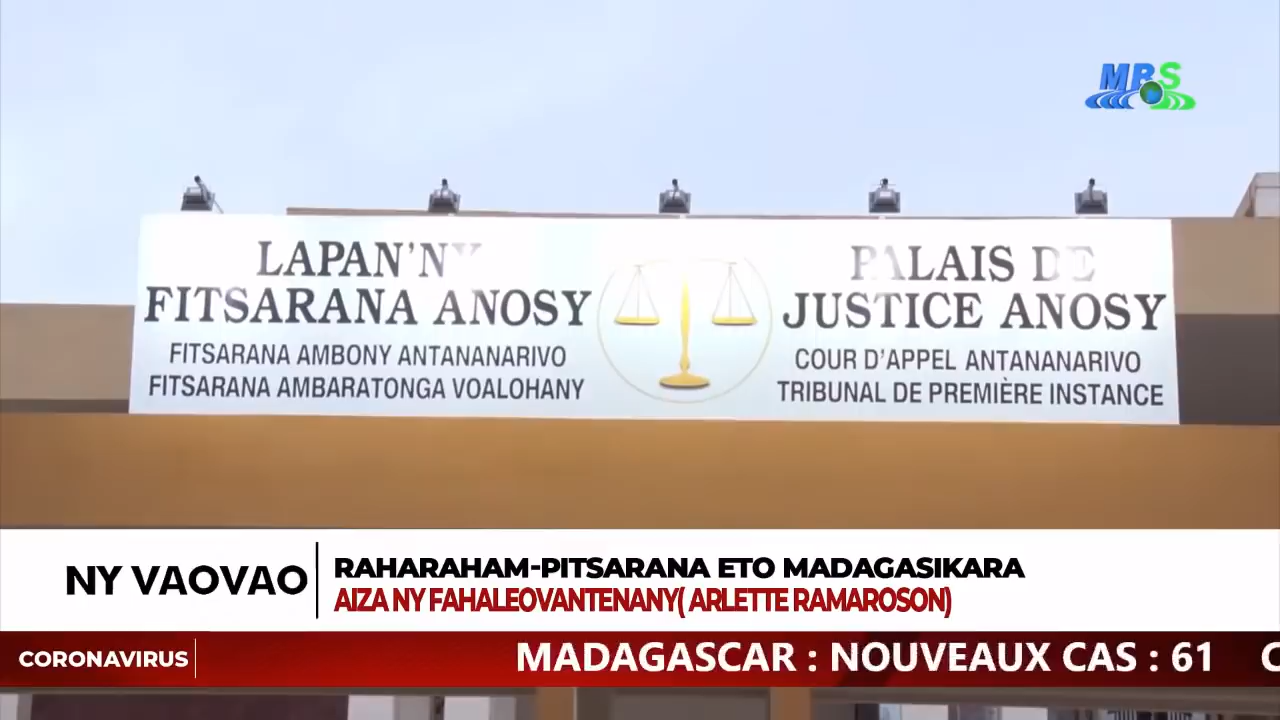 MBS
LAPAN'NY
FITSARANA ANOSY
FITSARANA AMBONY ANTANANARIVO
FITSARANA AMBARATONGA VOALOHANY
PALAIS DE
JUSTICE ANOSY
COUR D'APPEL ANTANANARIVO
TRIBUNAL DE PREMIÈRE INSTANCE
NY VAOVAO
RAHARAHAM-PITSARANA ETO MADAGASIKARA
AIZA NY FAHALEOVANTENANY( ARLETTE RAMAROSON)
CORONAVIRUS
MADAGASCAR : NOUVEAUX CAS : 61